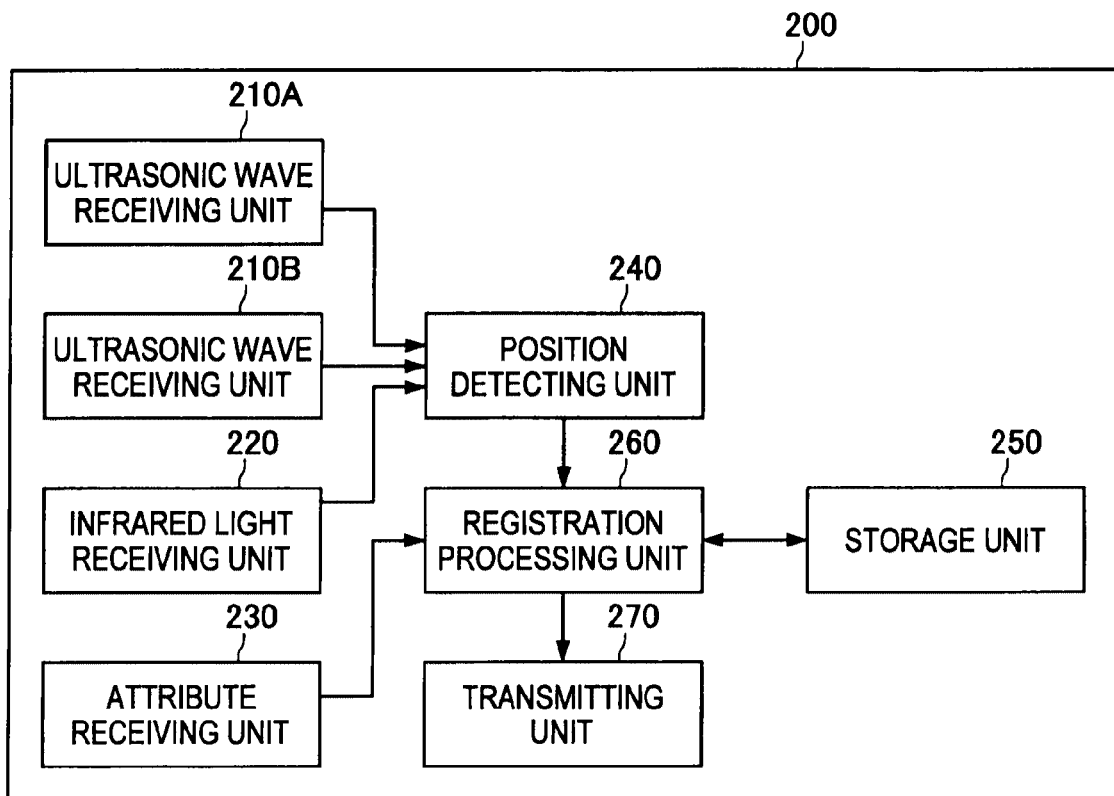 200
210A
ULTRASONIC WAVE
RECEIVING UNIT
210B
ULTRASONIC WAVE
RECEIVING UNIT
240
POSITION
DETECTING UNIT
220
INFRARED LIGHT
RECEIVING UNIT
260
REGISTRATION
PROCESSING UNIT
250
STORAGE UNIT
230
ATTRIBUTE
RECEIVING UNIT
270
TRANSMITTING
UNIT